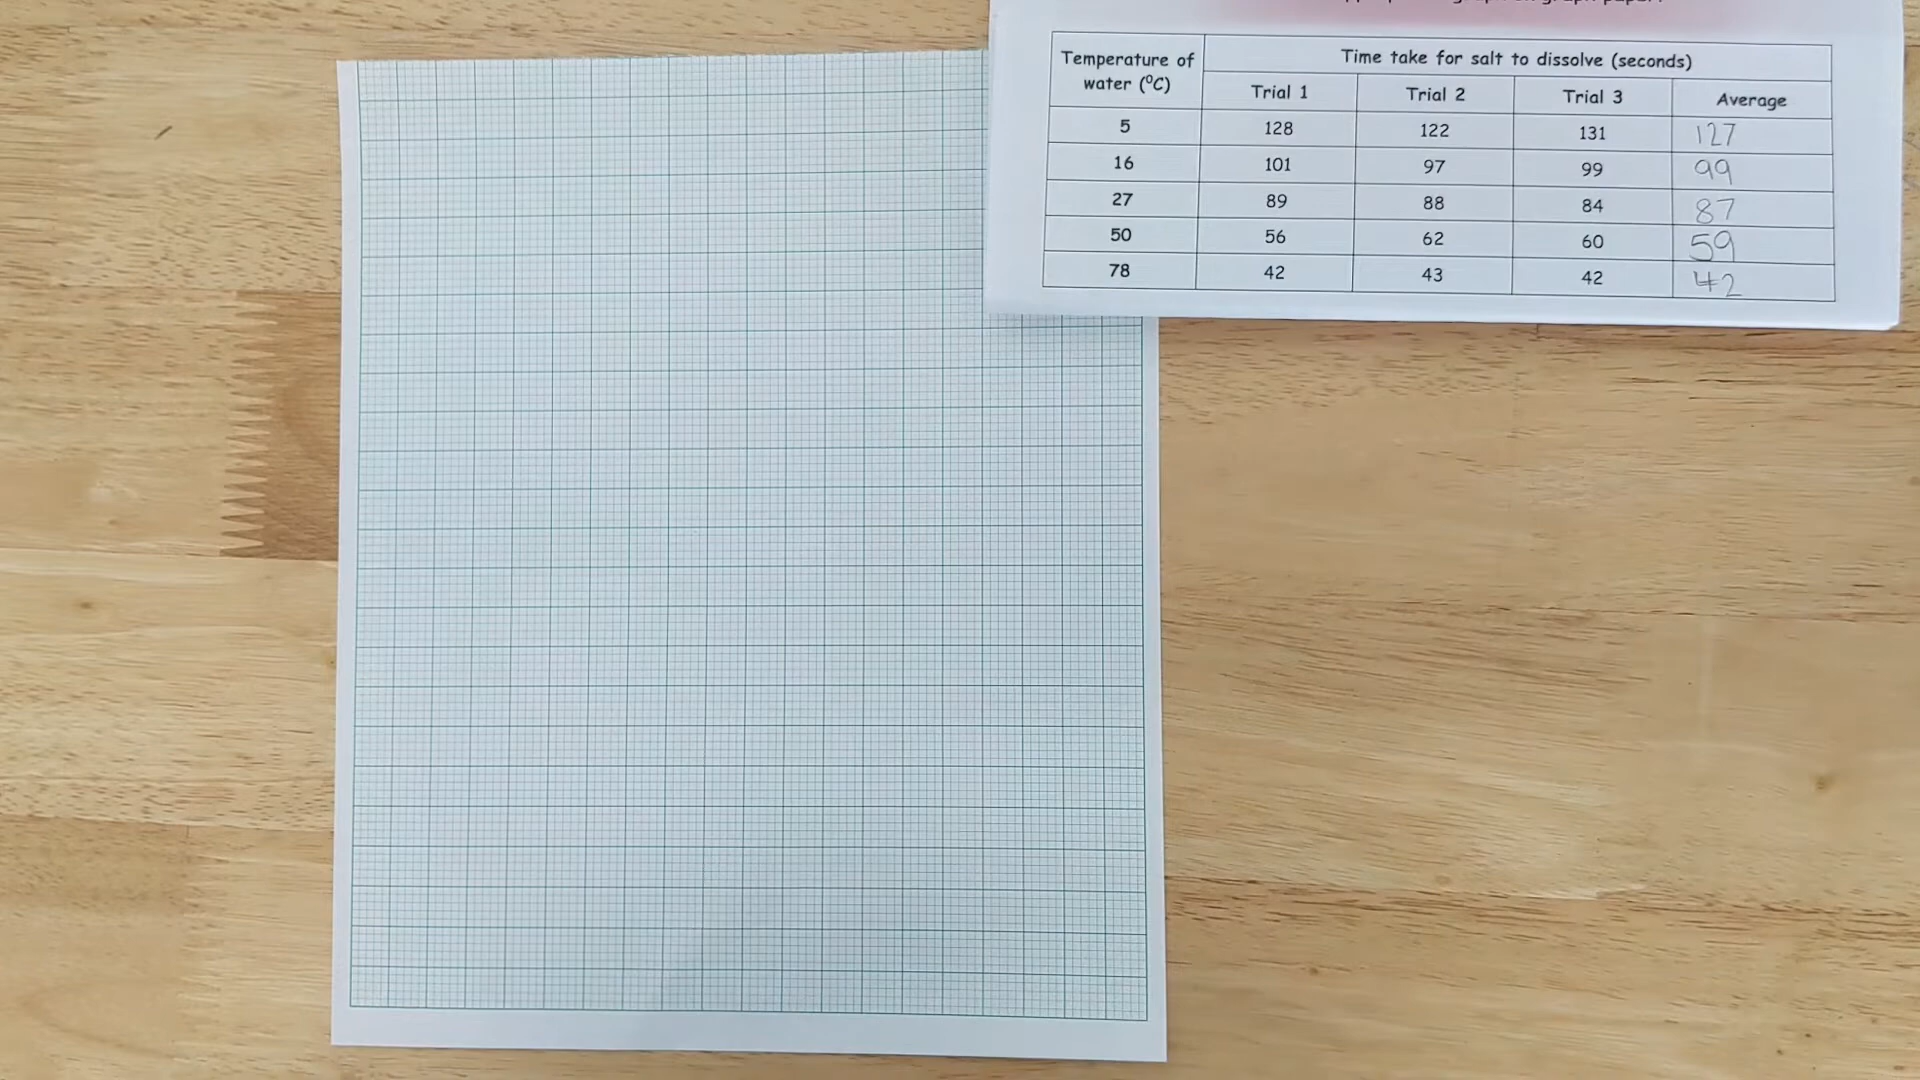 Temperature of water (⁰C) Time take for salt to dissolve (seconds)
Trial 1 Trial 2 Trial 3 Average
5 128 122 131 127
16 101 97 99 99
27 89 88 84 87
50 56 62 60 59
78 42 43 42 42